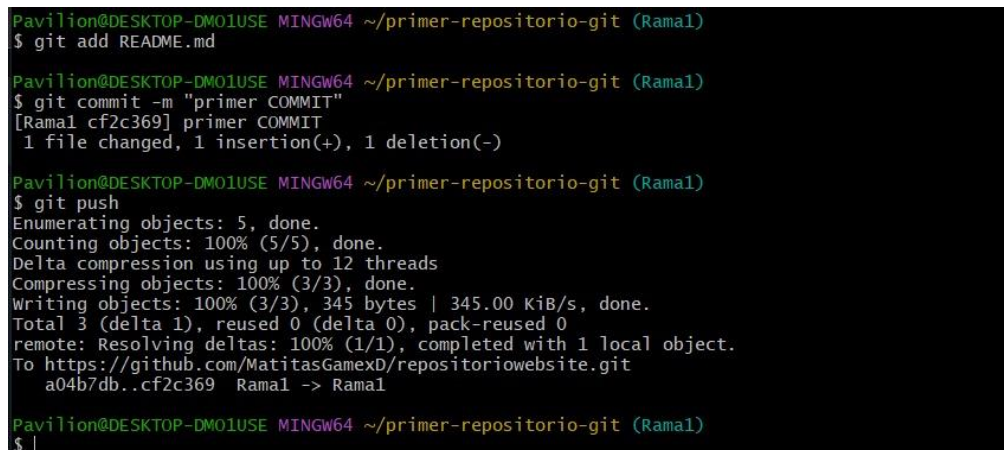 Pavilion@DESKTOP-DMO1USE MINGW64 ~/primer-repositorio-git (Rama1)
$ git add README.md
Pavilion@DESKTOP-DMO1USE MINGW64 ~/primer-repositorio-git (Rama1)
$ git commit -m "primer COMMIT"
[Rama1 cf2c369] primer COMMIT
1 file changed, 1 insertion(+), 1 deletion(-)
Pavilion@DESKTOP-DMO1USE MINGW64 ~/primer-repositorio-git (Rama1)
$ git push
Enumerating objects: 5, done.
Counting objects: 100% (5/5), done.
Delta compression using up to 12 threads
Compressing objects: 100% (3/3), done.
Writing objects: 100% (3/3), 345 bytes | 345.00 KiB/s, done.
Total 3 (delta 1), reused 0 (delta 0), pack-reused 0
remote: Resolving deltas: 100% (1/1), completed with 1 local object.
To https://github.com/MatitasGamexD/repositoriowebsite.git
a04b7db..cf2c369 Rama1 -> Rama1
Pavilion@DESKTOP-DMO1USE MINGW64 ~/primer-repositorio-git (Rama1)
$